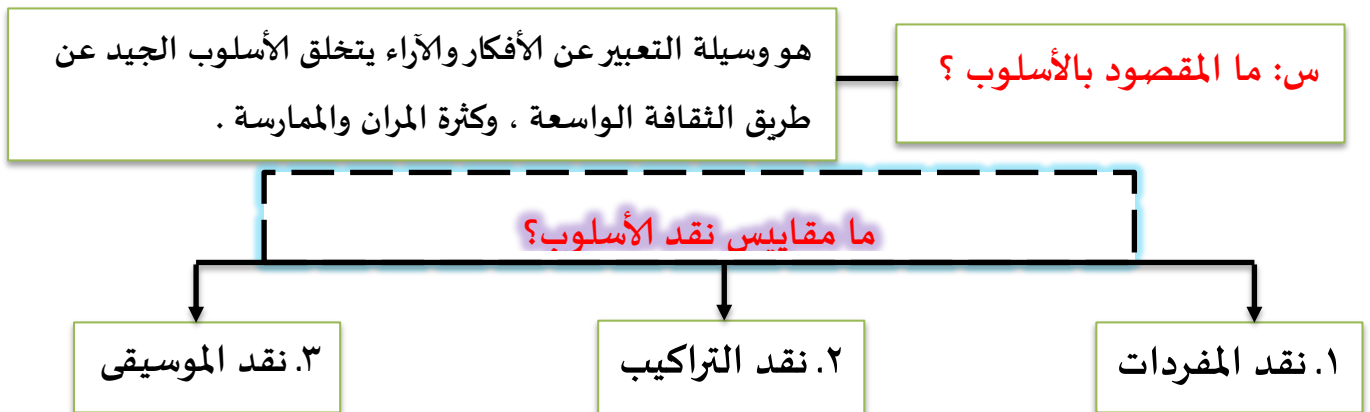 س: ما المقصود بالأسلوب ؟
هو وسيلة التعبير عن الأفكار والآراء يتخلق الأسلوب الجيد عن
طريق الثقافة الواسعة ، وكثرة المران والممارسة .
ما مقاييس نقد الأسلوب؟
١. نقد المفردات
٢. نقد التراكيب
٣. نقد الموسيقى